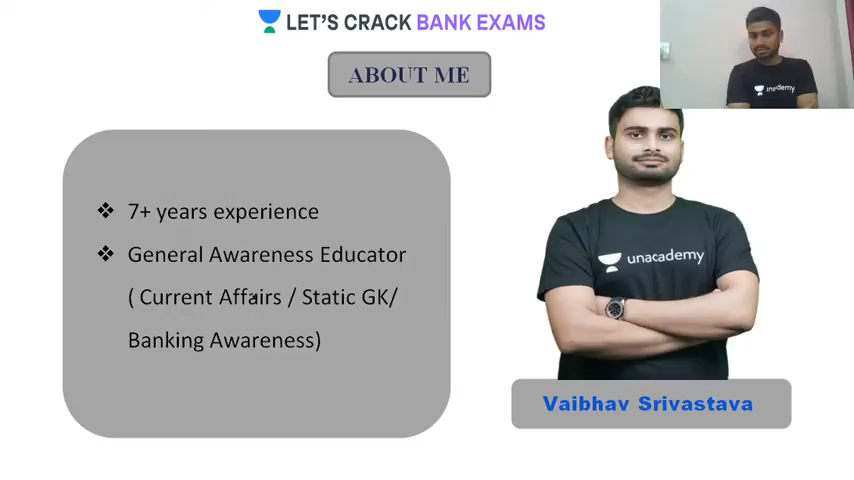 LET'S CRACK BANK EXAMS
ABOUT ME
❖ 7+ years experience
❖ General Awareness Educator
( Current Affairs / Static GK/
Banking Awareness)
unacademy
unacademy
Vaibhav Srivastava